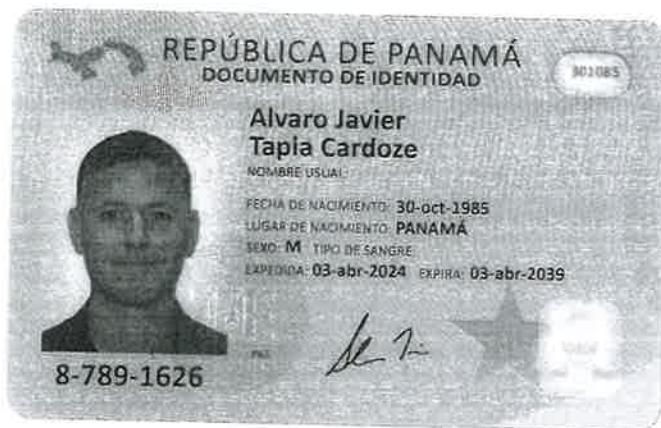 REPÚBLICA DE PANAMÁ
DOCUMENTO DE IDENTIDAD
301085
Alvaro Javier
Tapia Cardoze
NOMBRE USUAL:
FECHA DE NACIMIENTO: 30-oct-1985
LUGAR DE NACIMIENTO: PANAMÁ
SEXO: M TIPO DE SANGRE:
EXPEDIDA: 03-abr-2024 EXPIRA: 03-abr-2039
8-789-1626